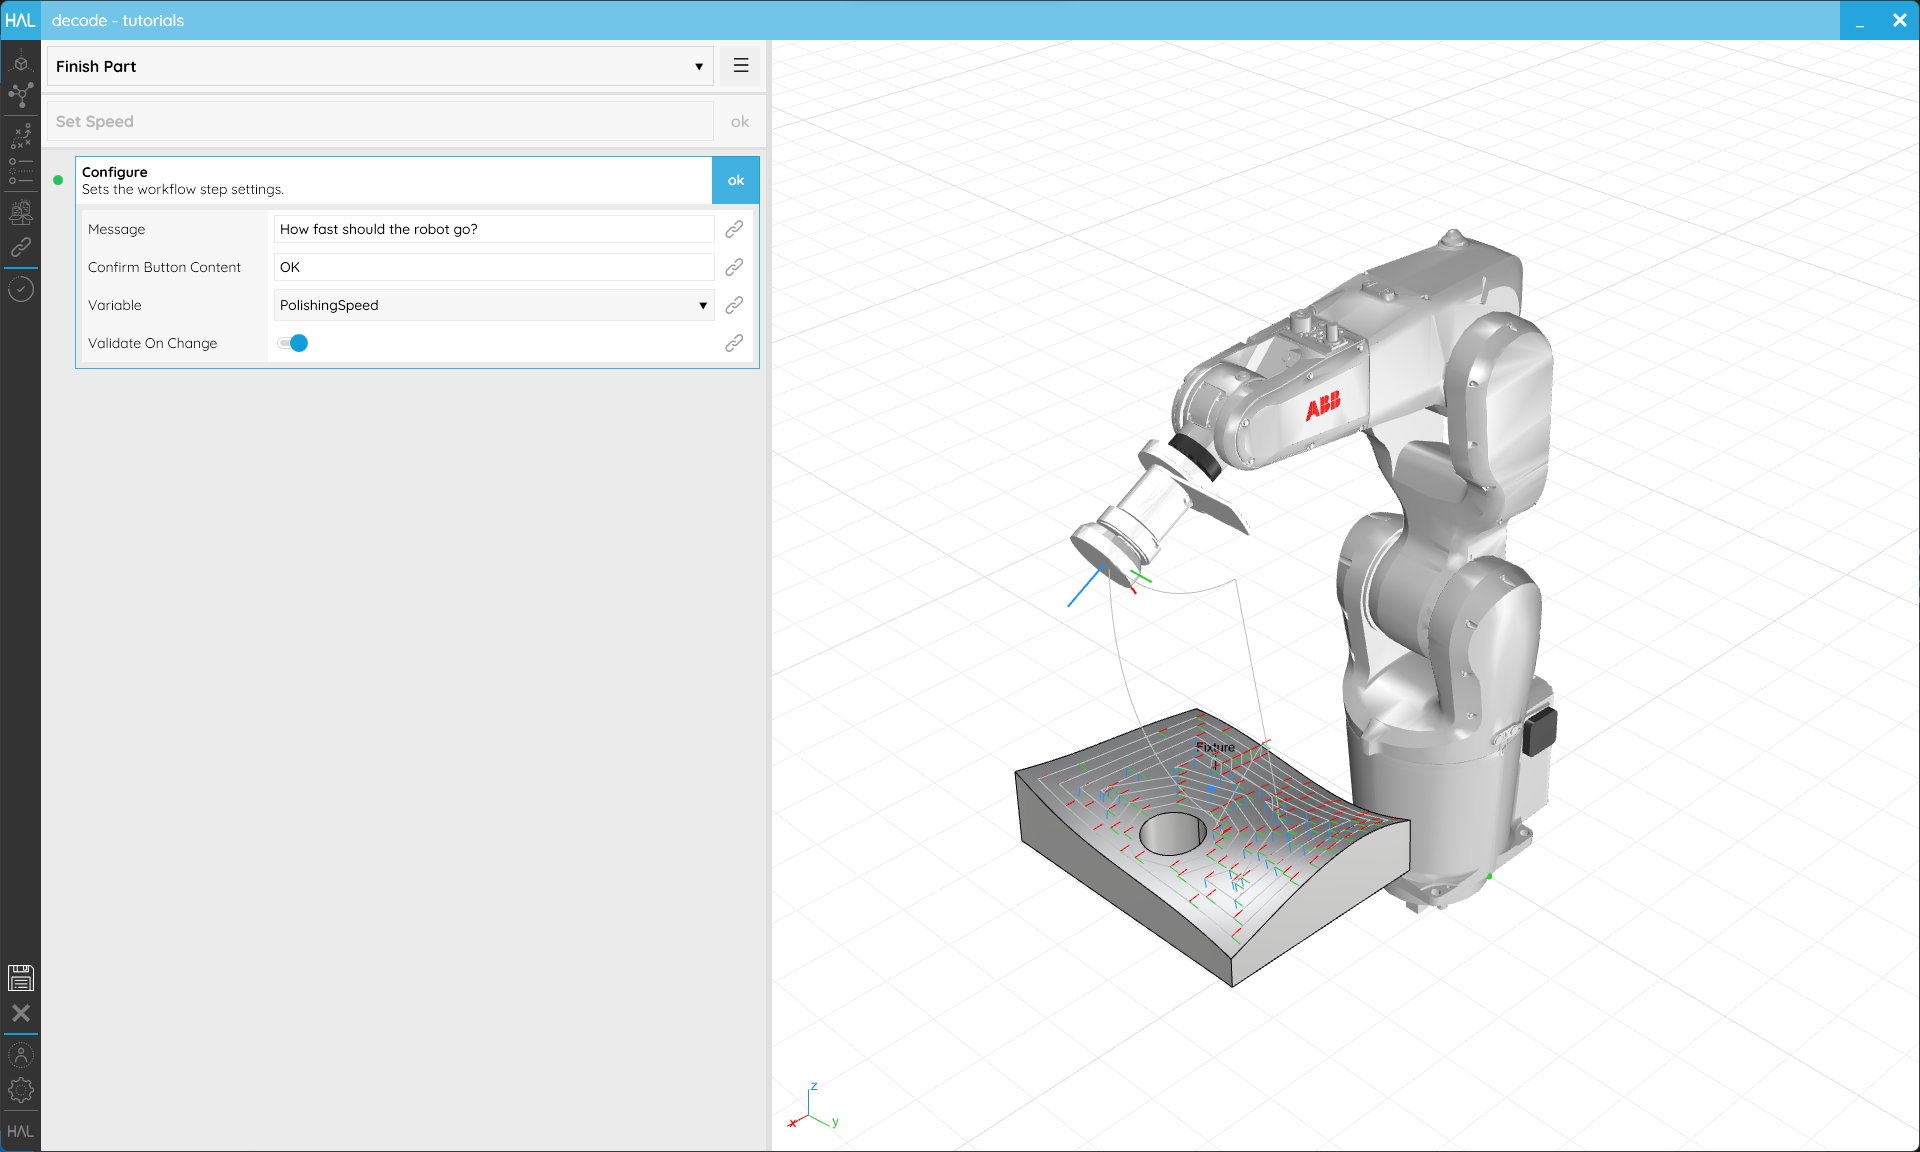 HAL decode - tutorials
Finish Part
Set Speed ok
Configure
Sets the workflow step settings.
ok
Message How fast should the robot go?
Confirm Button Content OK
Variable PolishingSpeed
Validate On Change
ABB
Fixture
z
x y
HAL